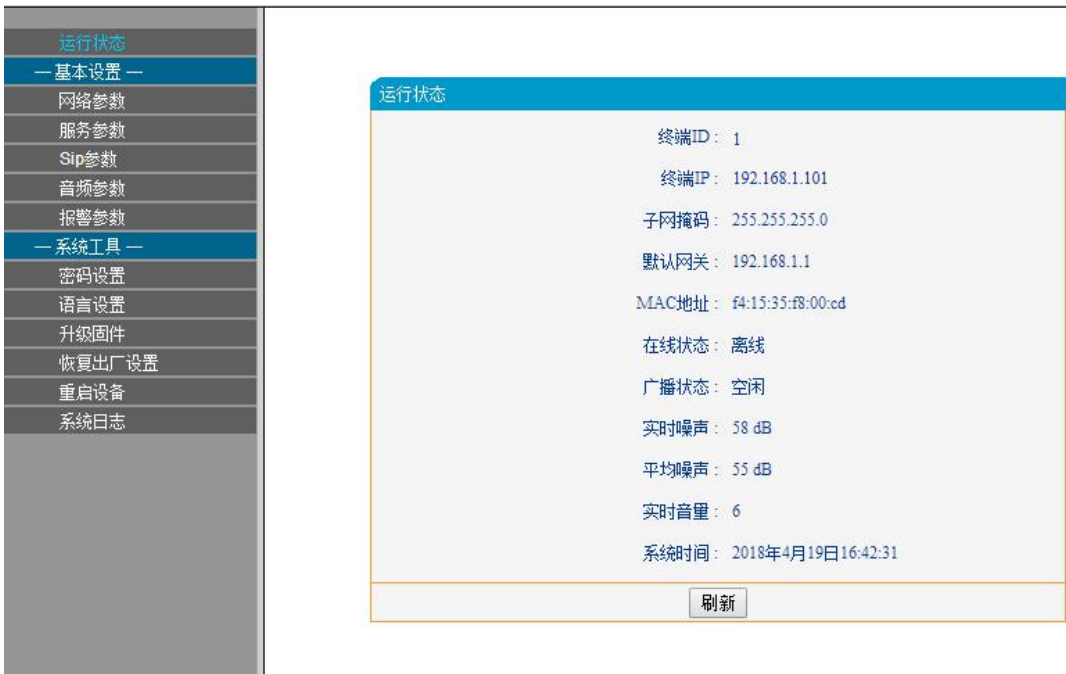 运行状态
— 基本设置 —
网络参数
服务参数
Sip参数
音频参数
报警参数
— 系统工具 —
密码设置
语言设置
升级固件
恢复出厂设置
重启设备
系统日志
运行状态
终端ID： 1
终端IP： 192.168.1.101
子网掩码： 255.255.255.0
默认网关： 192.168.1.1
MAC地址： f4:15:35:f8:00:cd
在线状态： 离线
广播状态： 空闲
实时噪声： 58 dB
平均噪声： 55 dB
实时音量： 6
系统时间： 2018年4月19日16:42:31
刷新